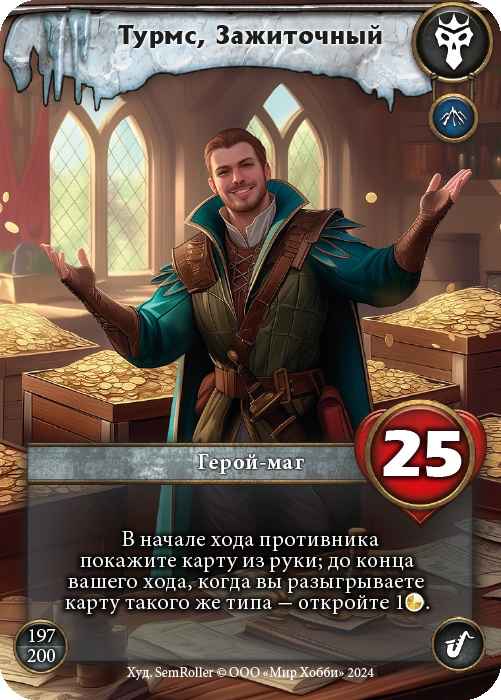 Турмс, Зажиточный
Герой-маг
25
В начале хода противника
покажите карту из руки; до конца
вашего хода, когда вы разыгрываете
карту такого же типа — откройте 1.
197
200
Худ. SemRoller © ООО «Мир Хобби» 2024